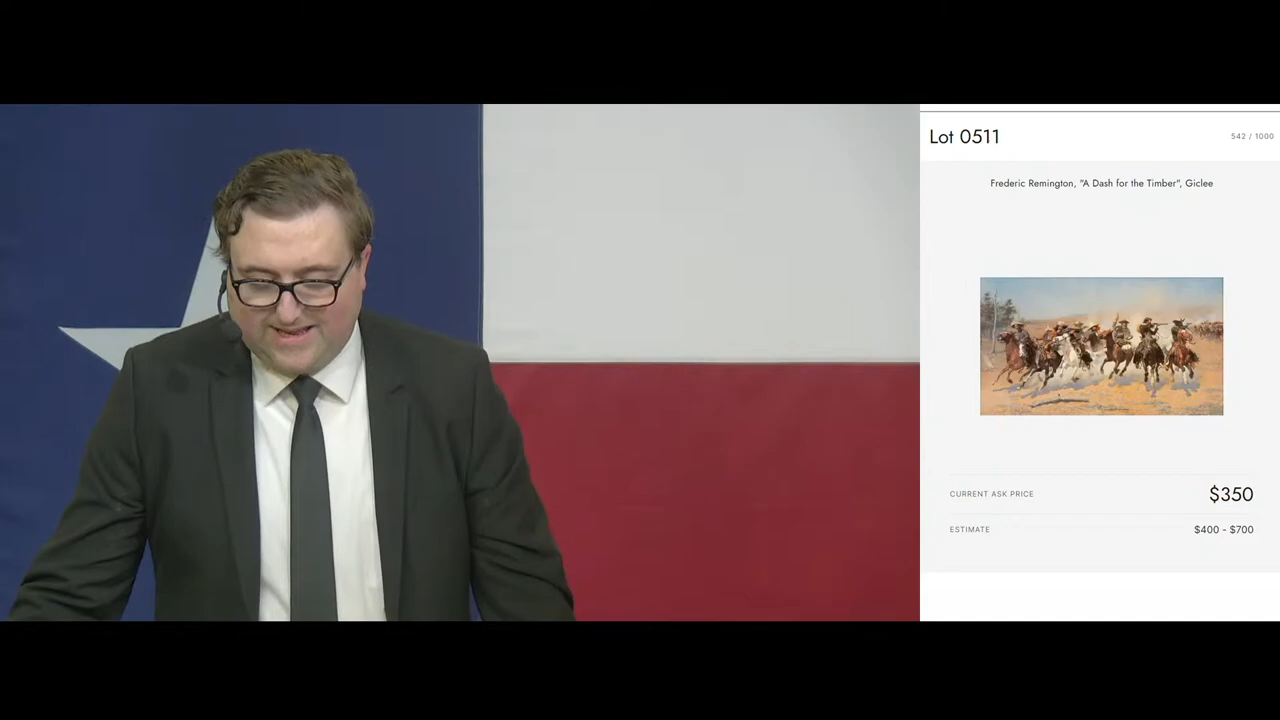 Lot 0511
542 / 1000
Frederic Remington, "A Dash for the Timber", Giclee
CURRENT ASK PRICE
$350
ESTIMATE
$400 - $700